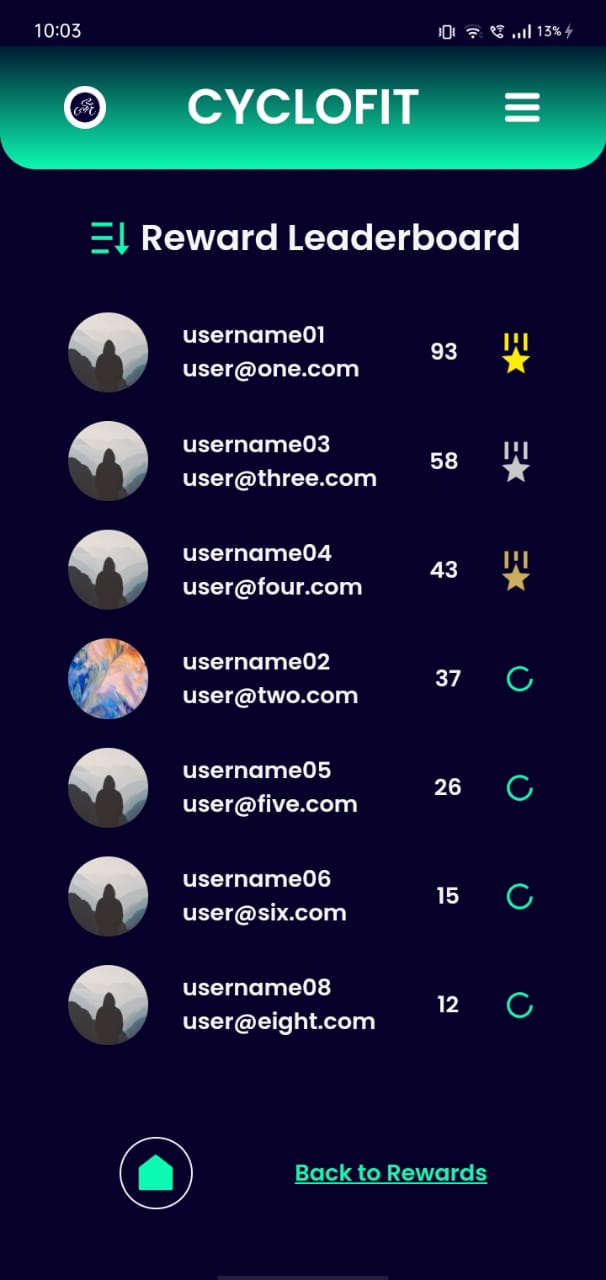 10:03
13%
CYCLOFIT
Reward Leaderboard
username01
user@one.com
93
username03
user@three.com
58
username04
user@four.com
43
username02
user@two.com
37
username05
user@five.com
26
username06
user@six.com
15
username08
user@eight.com
12
Back to Rewards